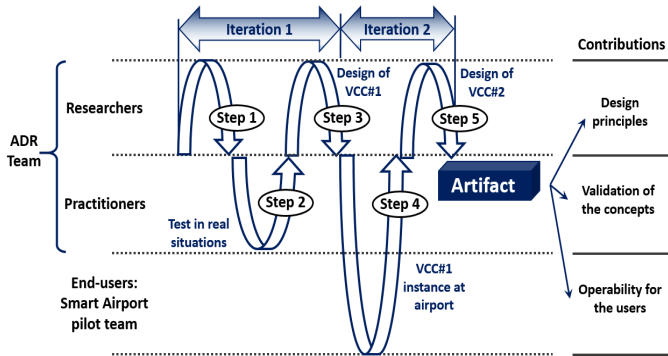 Iteration 1
Iteration 2
Contributions
Design of
VCC#1
Design of
VCC#2
Researchers
Step 1
Step 3
Step 5
Design
principles
ADR
Team
Artifact
Practitioners
Step 2
Step 4
Validation of
the concepts
Test in real
situations
End-users:
Smart Airport
pilot team
VCC#1
instance at
airport
Operability for
the users